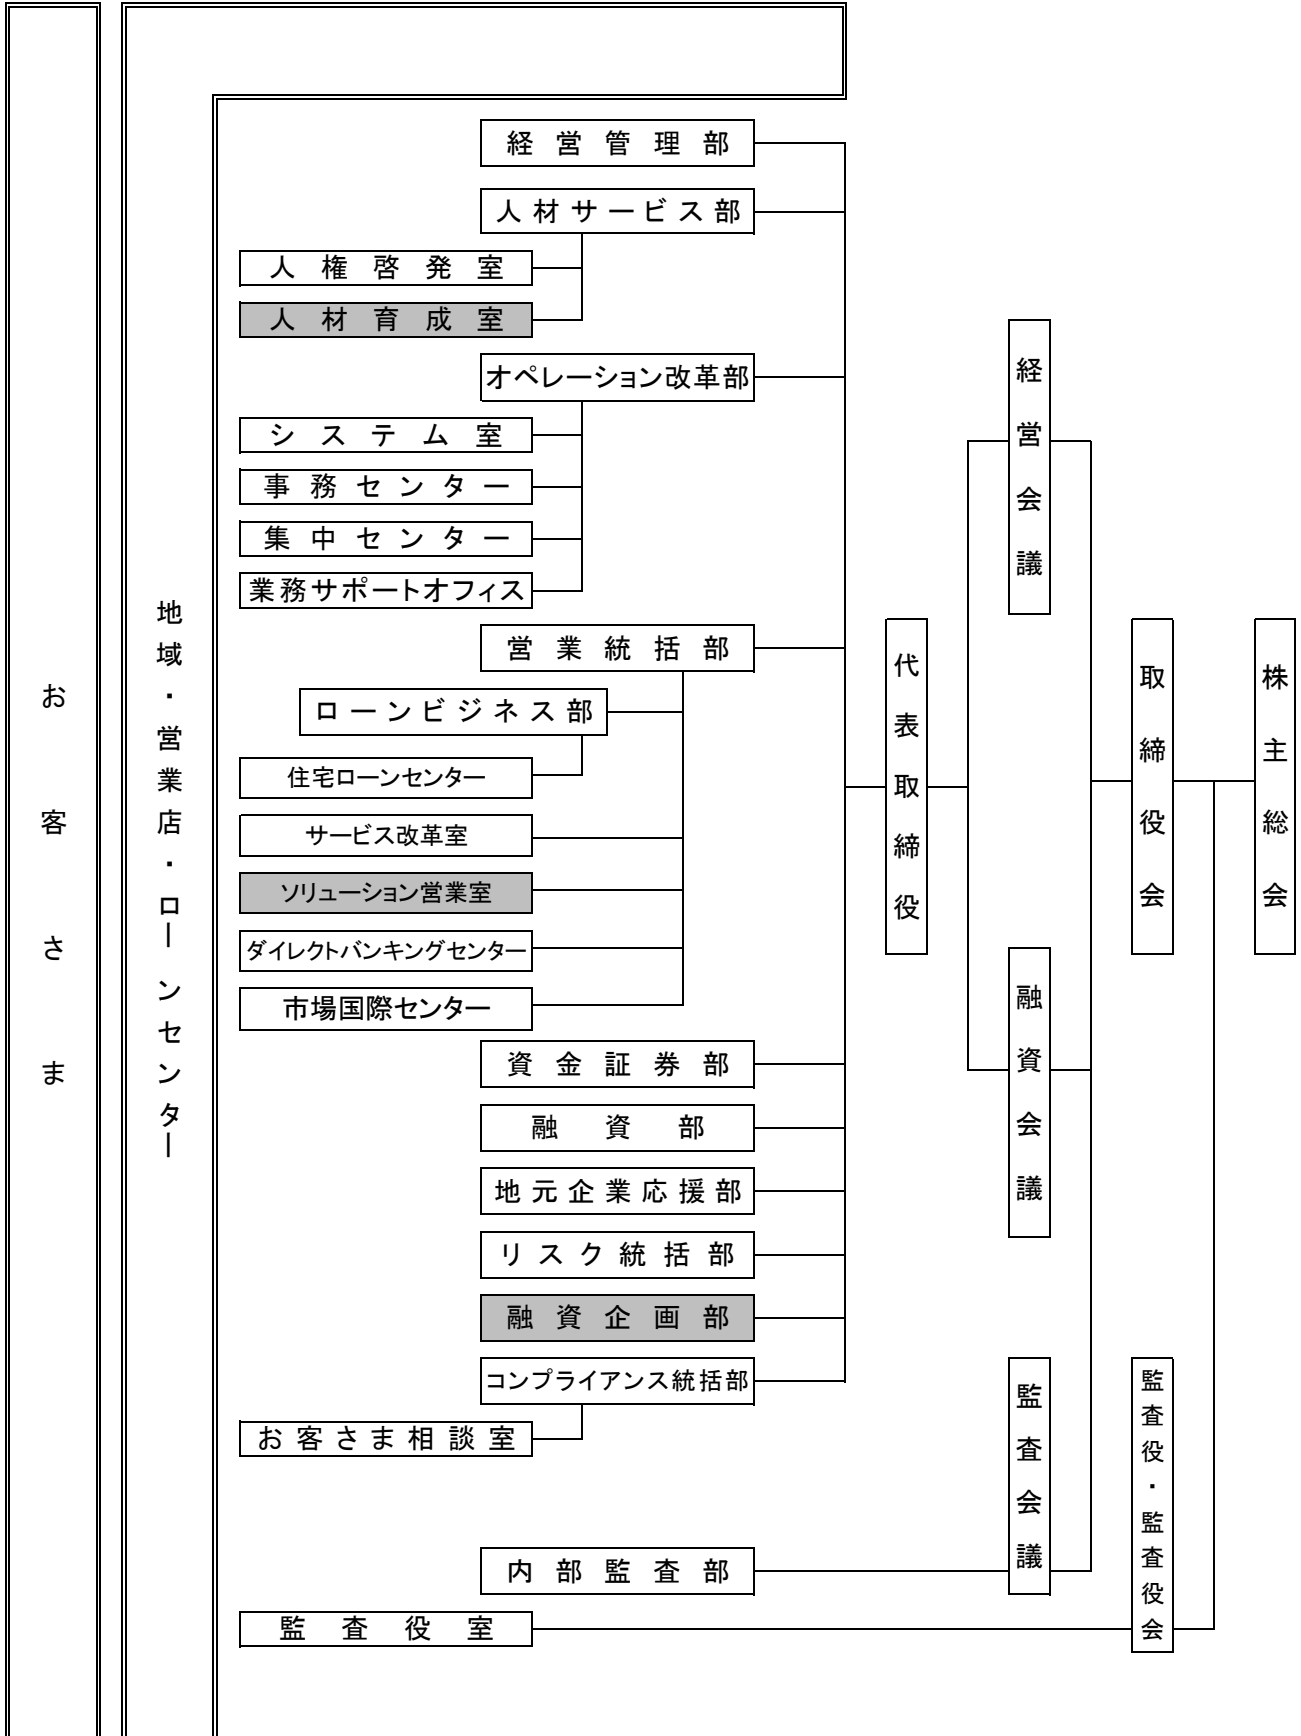 お客さま
地域・営業店・ローンセンター
経営管理部
人材サービス部
人権啓発室
人材育成室
オペレーション改革部
システム室
事務センター
集中センター
業務サポートオフィス
営業統括部
ローンビジネス部
住宅ローンセンター
サービス改革室
ソリューション営業室
ダイレクトバンキングセンター
市場国際センター
資金証券部
融資部
地元企業応援部
リスク統括部
融資企画部
コンプライアンス統括部
お客さま相談室
内部監査部
監査役室
代表取締役
経営会議
融資会議
監査会議
取締役会
監査役・監査役会
株主総会